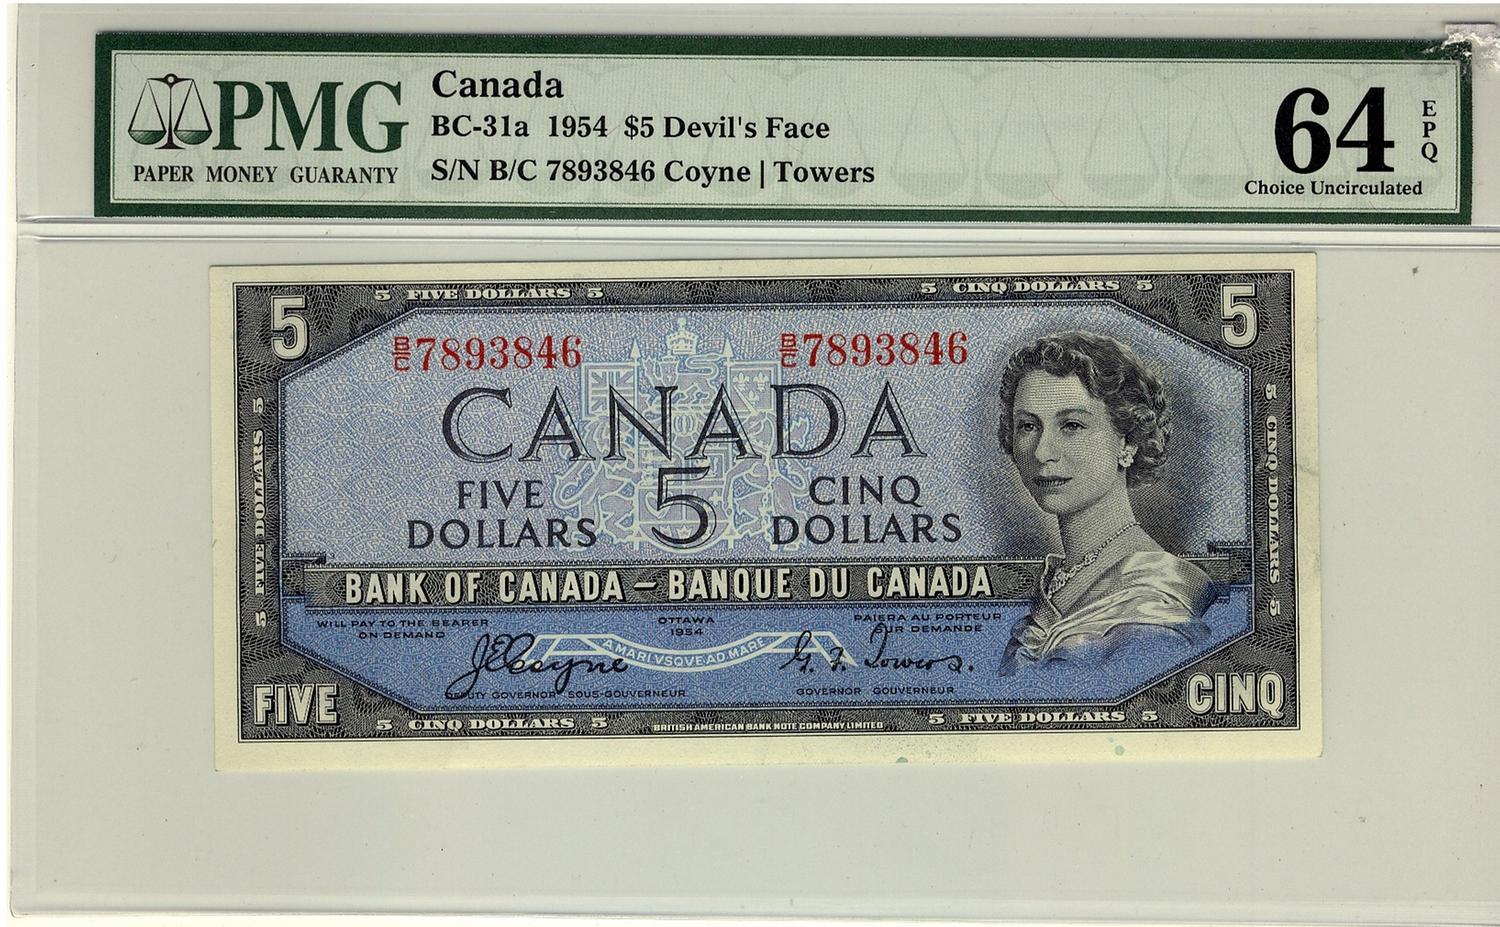 PMG
PAPER MONEY GUARANTY
Canada
BC-31a 1954 $5 Devil's Face
S/N B/C 7893846 Coyne | Towers
64
EPQ
Choice Uncirculated
5 5 FIVE DOLLARS 5 5 CINQ DOLLARS 5 5
B/C 7893846 B/C 7893846
CANADA
5 FIVE DOLLARS 5
5 CINQ DOLLARS 5
FIVE DOLLARS
5
CINQ DOLLARS
BANK OF CANADA – BANQUE DU CANADA
WILL PAY TO THE BEARER ON DEMAND
OTTAWA
1954
PAIERA AU PORTEUR SUR DEMANDE
A MARI VSQVE AD MARE
J E Coyne
G. F. Towers.
DEPUTY GOVERNOR SOUS-GOUVERNEUR
GOVERNOR GOUVERNEUR
FIVE
CINQ
5 CINQ DOLLARS 5
BRITISH AMERICAN BANK NOTE COMPANY LIMITED
5 FIVE DOLLARS 5